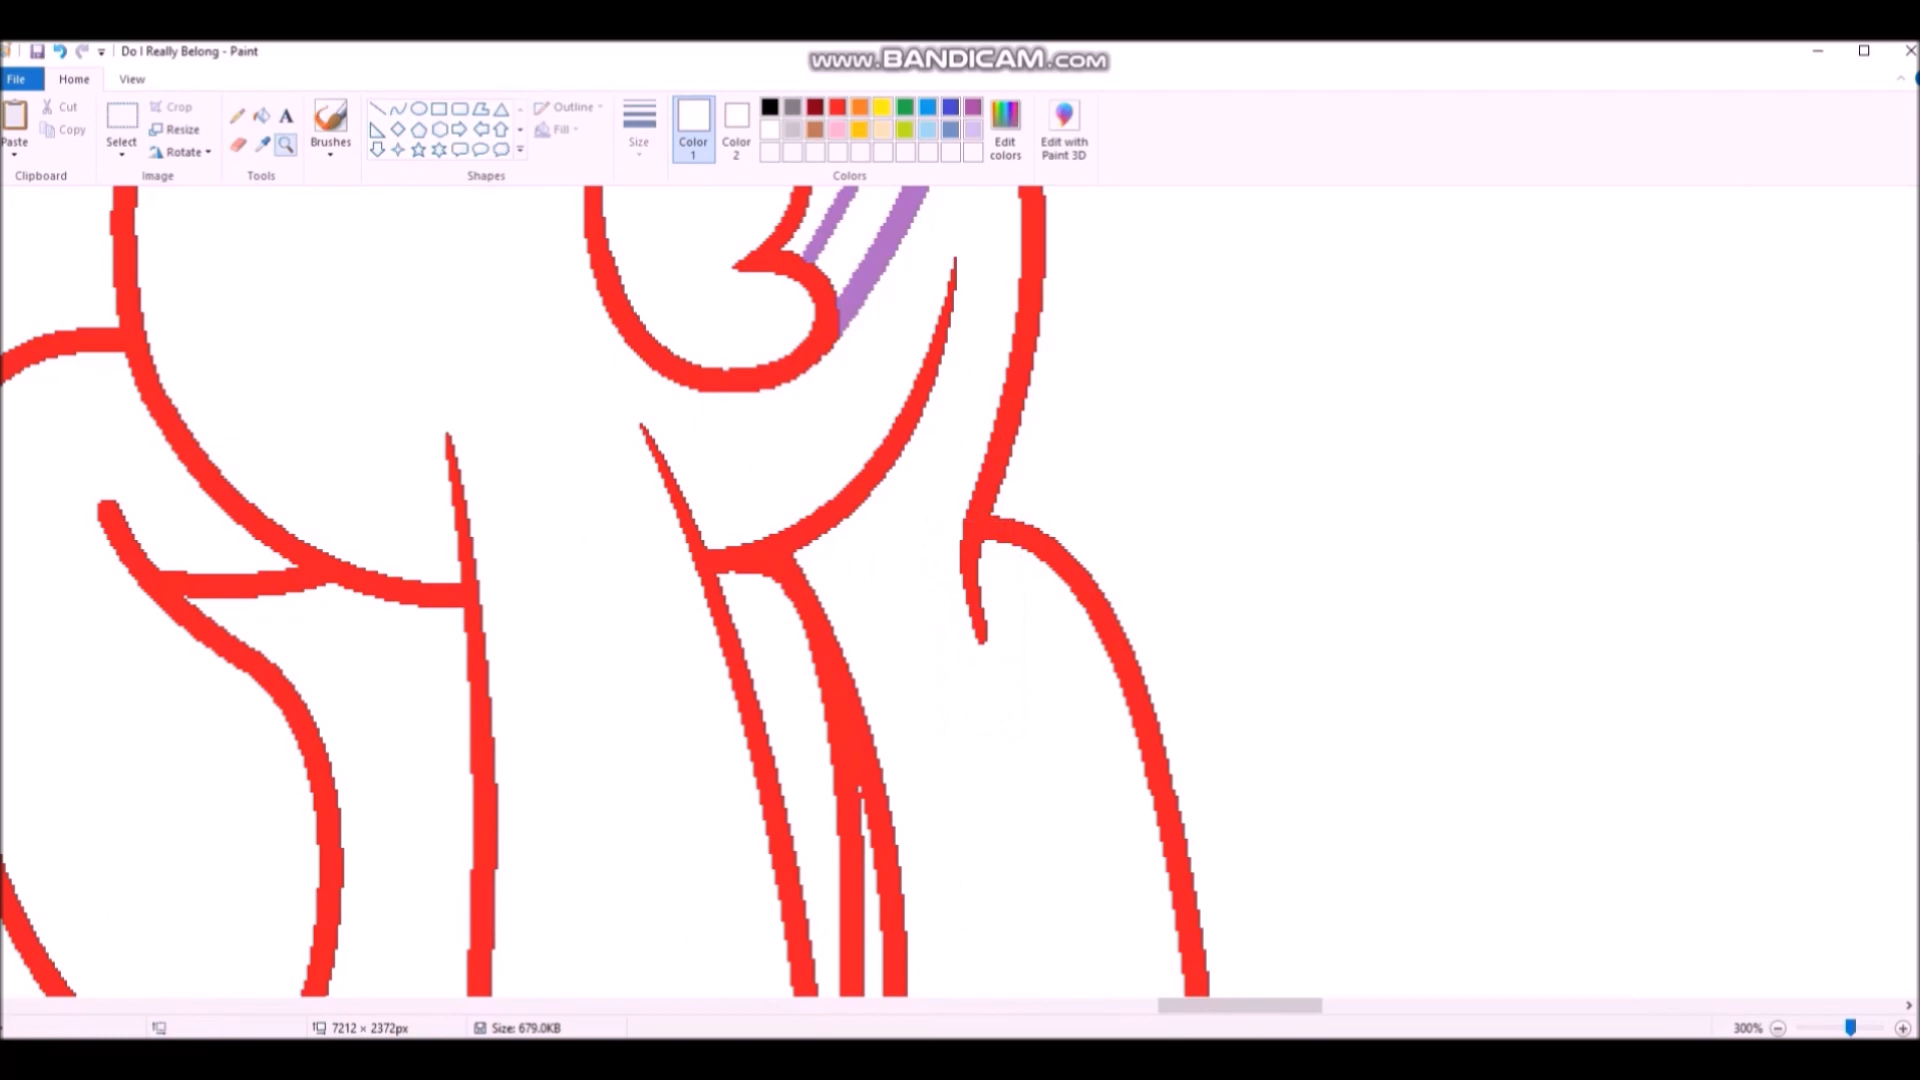 Do I Really Belong - Paint
www.BANDICAM.com
File Home View
Paste
Cut
Copy
Clipboard
Select
Crop
Resize
Rotate
Image
A
Tools
Brushes
Outline
Fill
Shapes
Size
Color
1
Color
2
Edit
colors
Edit with
Paint 3D
Colors
7212 × 2372px
Size: 679.0KB
300%